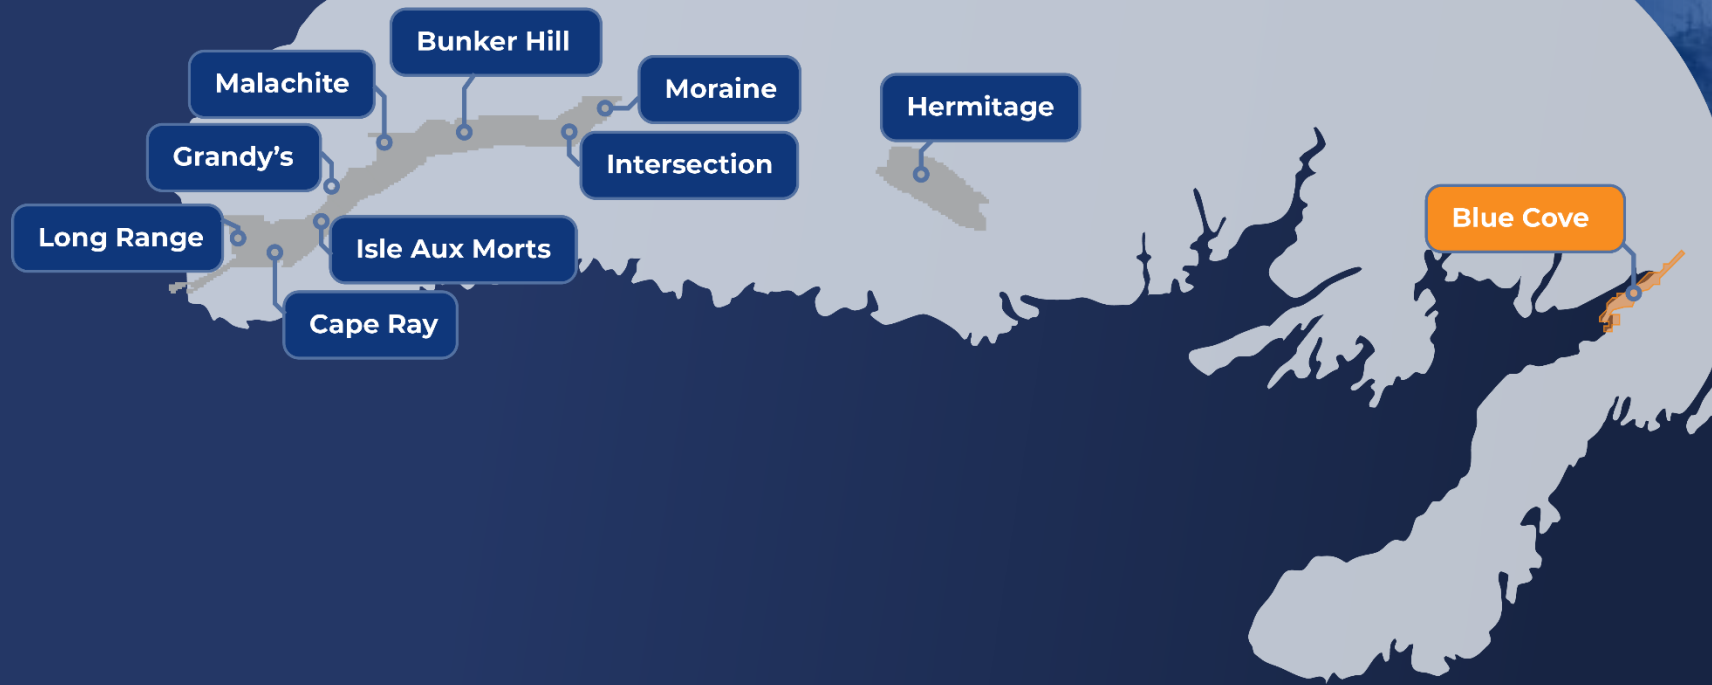 Bunker Hill
Malachite
Moraine
Hermitage
Grandy’s
Intersection
Blue Cove
Long Range
Isle Aux Morts
Cape Ray